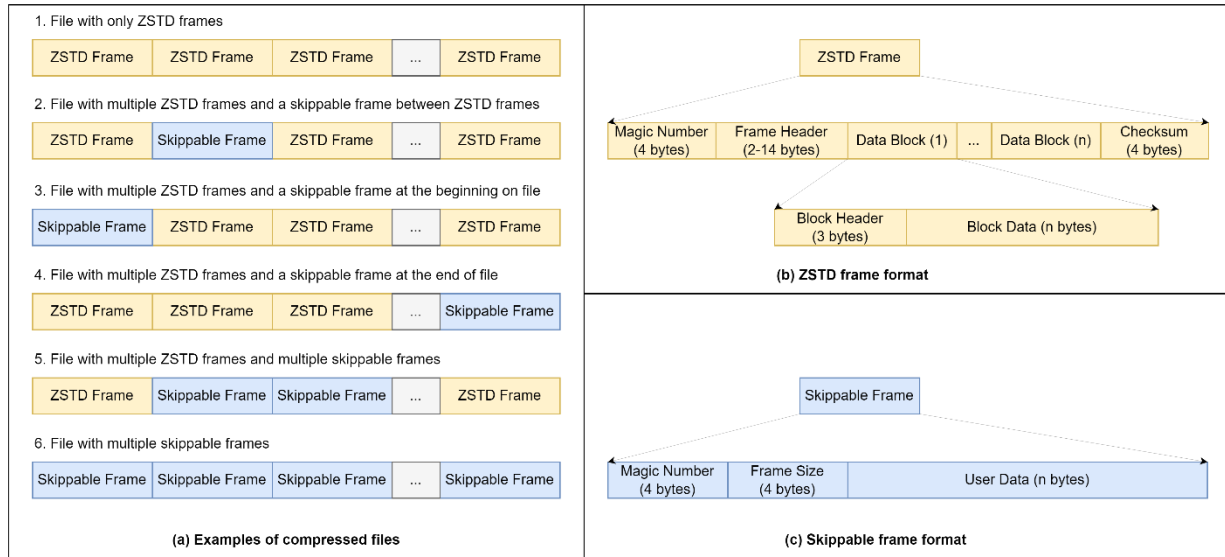 1. File with only ZSTD frames
ZSTD Frame ZSTD Frame ZSTD Frame ... ZSTD Frame
2. File with multiple ZSTD frames and a skippable frame between ZSTD frames
ZSTD Frame Skippable Frame ZSTD Frame ... ZSTD Frame
3. File with multiple ZSTD frames and a skippable frame at the beginning on file
Skippable Frame ZSTD Frame ZSTD Frame ... ZSTD Frame
4. File with multiple ZSTD frames and a skippable frame at the end of file
ZSTD Frame ZSTD Frame ZSTD Frame ... Skippable Frame
5. File with multiple ZSTD frames and multiple skippable frames
ZSTD Frame Skippable Frame Skippable Frame ... ZSTD Frame
6. File with multiple skippable frames
Skippable Frame Skippable Frame Skippable Frame ... Skippable Frame
(a) Examples of compressed files
ZSTD Frame
Magic Number Frame Header Data Block (1) ... Data Block (n) Checksum
(4 bytes) (2-14 bytes) (4 bytes)
Block Header Block Data (n bytes)
(3 bytes)
(b) ZSTD frame format
Skippable Frame
Magic Number Frame Size User Data (n bytes)
(4 bytes) (4 bytes)
(c) Skippable frame format